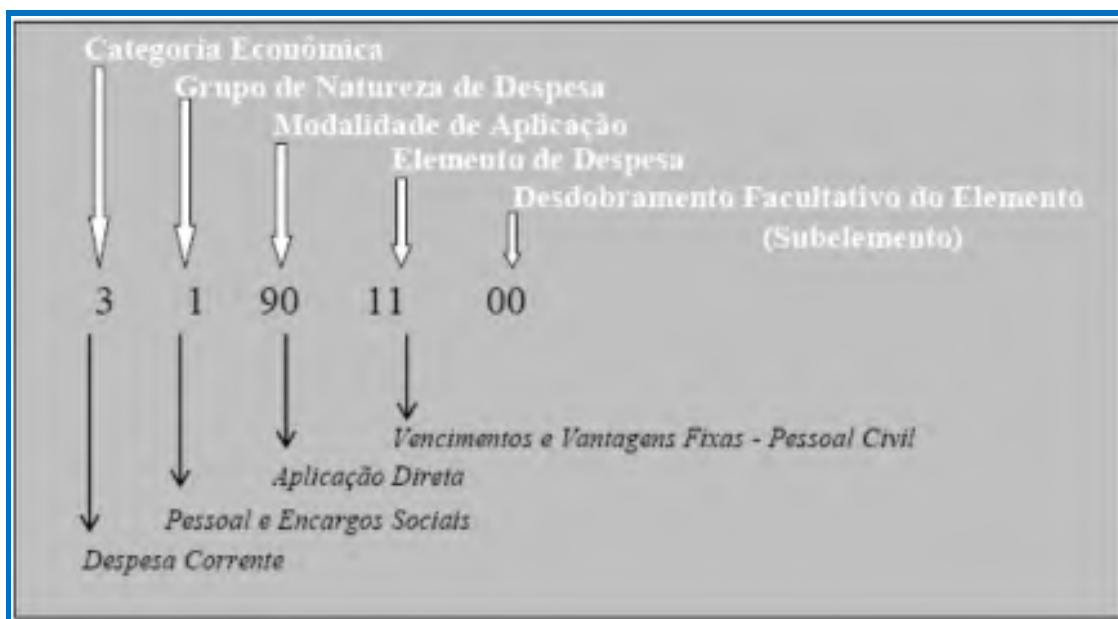 Categoria Econômica
Grupo de Natureza de Despesa
Modalidade de Aplicação
Elemento de Despesa
Desdobramento Facultativo do Elemento
(Subelemento)
3 1 90 11 00
Vencimentos e Vantagens Fixas - Pessoal Civil
Aplicação Direta
Pessoal e Encargos Sociais
Despesa Corrente